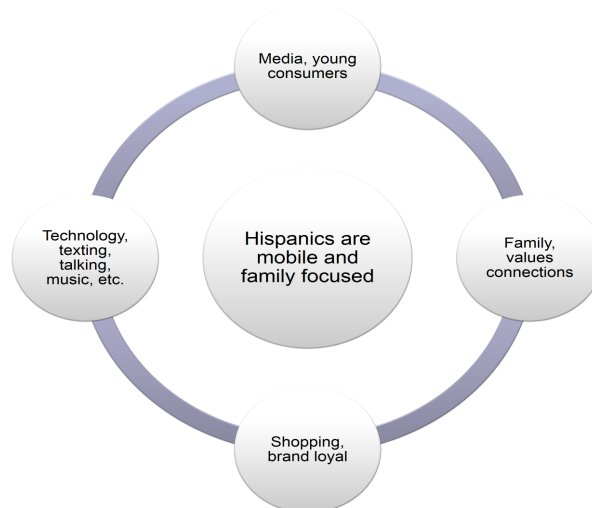 Media, young
consumers
Technology,
texting,
talking,
music, etc.
Hispanics are
mobile and
family focused
Family,
values
connections
Shopping,
brand loyal